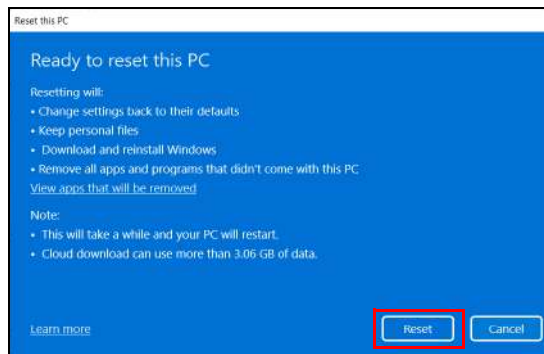 Reset this PC
Ready to reset this PC
Resetting will:
• Change settings back to their defaults
• Keep personal files
• Download and reinstall Windows
• Remove all apps and programs that didn't come with this PC
View apps that will be removed
Note:
• This will take a while and your PC will restart.
• Cloud download can use more than 3.06 GB of data.
Learn more
Reset
Cancel